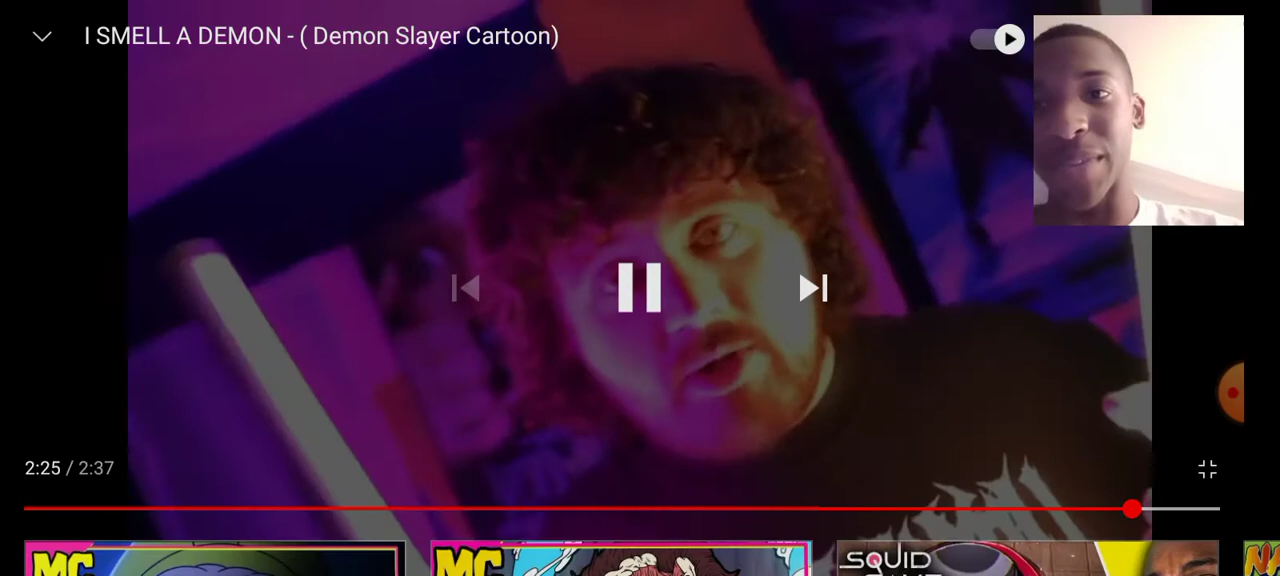 I SMELL A DEMON - ( Demon Slayer Cartoon)
2:25 / 2:37
MC
MC
SQUID